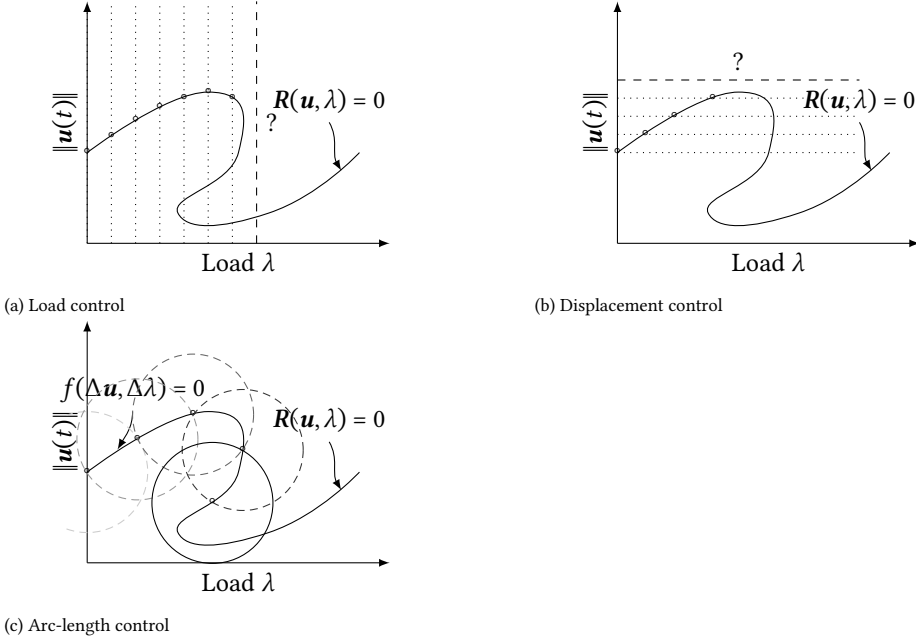 ?
R(u, λ) = 0
‖u(t)‖
?
Load λ
(a) Load control
?
R(u, λ) = 0
‖u(t)‖
Load λ
(b) Displacement control
f(Δu, Δλ) = 0
R(u, λ) = 0
‖u(t)‖
Load λ
(c) Arc-length control